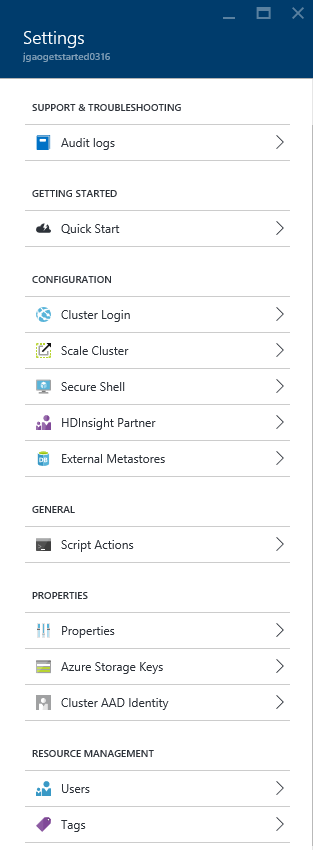 Settings
jgaogetstarted0316
SUPPORT & TROUBLESHOOTING
Audit logs
GETTING STARTED
Quick Start
CONFIGURATION
Cluster Login
Scale Cluster
Secure Shell
HDInsight Partner
DB
External Metastores
GENERAL
Script Actions
PROPERTIES
Properties
Azure Storage Keys
Cluster AAD Identity
RESOURCE MANAGEMENT
Users
Tags